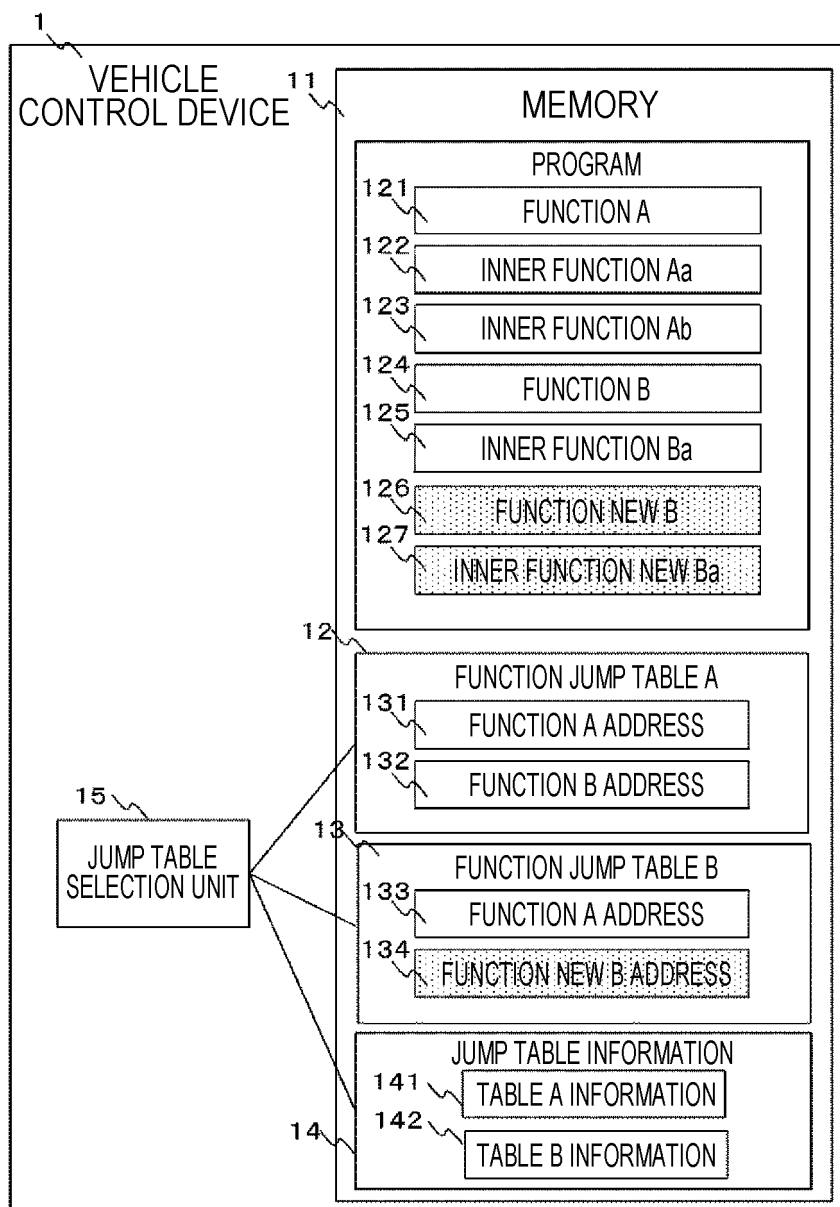 1
VEHICLE
CONTROL DEVICE
11
MEMORY
PROGRAM
121
FUNCTION A
122
INNER FUNCTION Aa
123
INNER FUNCTION Ab
124
FUNCTION B
125
INNER FUNCTION Ba
126
FUNCTION NEW B
127
INNER FUNCTION NEW Ba
12
FUNCTION JUMP TABLE A
131
FUNCTION A ADDRESS
132
FUNCTION B ADDRESS
15
JUMP TABLE
SELECTION UNIT
13
FUNCTION JUMP TABLE B
133
FUNCTION A ADDRESS
134
FUNCTION NEW B ADDRESS
JUMP TABLE INFORMATION
141
TABLE A INFORMATION
142
14
TABLE B INFORMATION